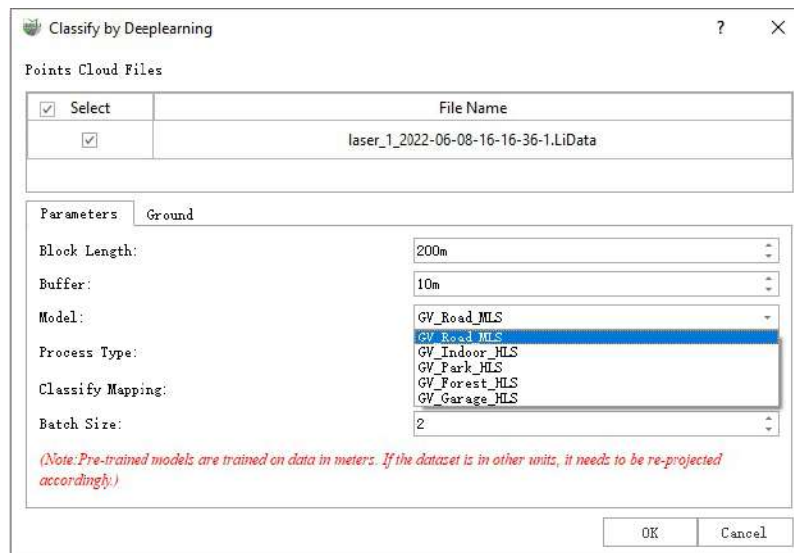 Classify by Deeplearning
?
Points Cloud Files
Select
File Name
laser_1_2022-06-08-16-16-36-1.LiData
Parameters
Ground
Block Length:
200m
Buffer:
10m
Model:
GV_Road_MLS
GV_Road_MLS
Process Type:
GV_Indoor_HLS
GV_Park_HLS
Classify Mapping:
GV_Forest_HLS
GV_Garage_HLS
Batch Size:
2
(Note:Pre-trained models are trained on data in meters. If the dataset is in other units, it needs to be re-projected
accordingly.)
OK
Cancel